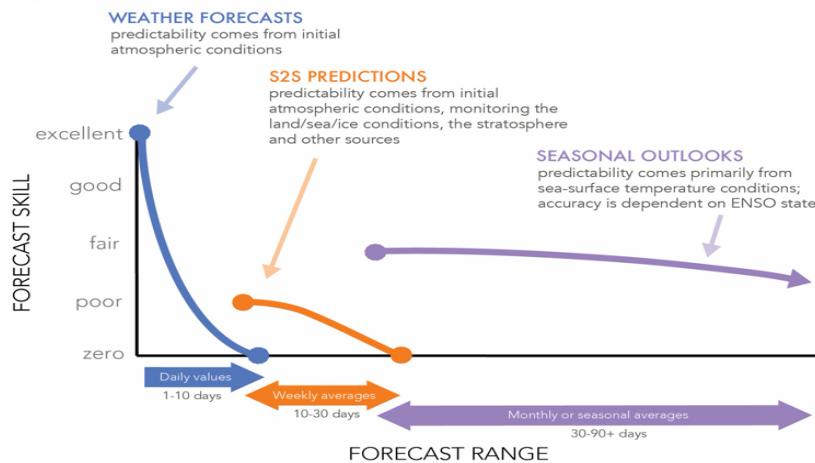 WEATHER FORECASTS
predictability comes from initial
atmospheric conditions
S2S PREDICTIONS
predictability comes from initial
atmospheric conditions, monitoring the
land/sea/ice conditions, the stratosphere
and other sources
SEASONAL OUTLOOKS
predictability comes primarily from
sea-surface temperature conditions;
accuracy is dependent on ENSO state
FORECAST SKILL
excellent
good
fair
poor
zero
Daily values
1-10 days
Weekly averages
10-30 days
Monthly or seasonal averages
30-90+ days
FORECAST RANGE